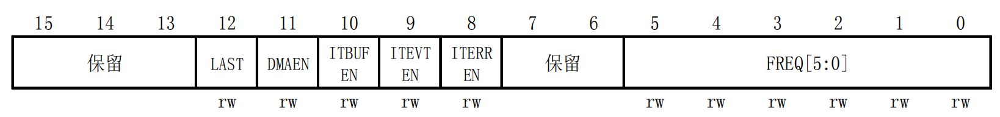 15 14 13 12 11 10 9 8 7 6 5 4 3 2 1 0
保留 LAST DMAEN ITBUF EN ITEVT EN ITERR EN 保留 FREQ[5:0]
rw rw rw rw rw rw rw rw rw rw rw